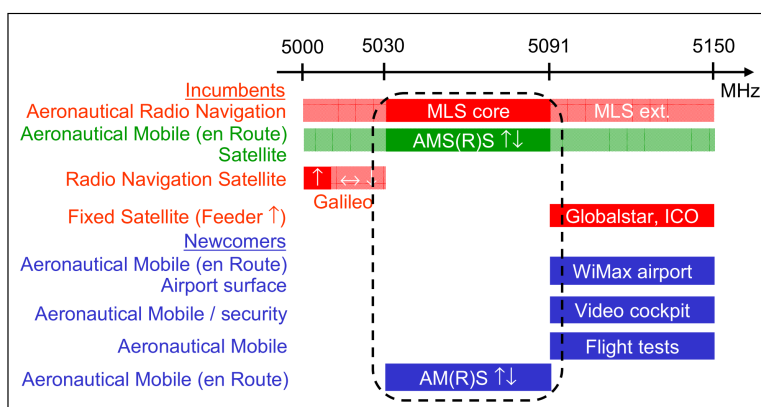 5000 5030 5091 5150
MHz
Incumbents
Aeronautical Radio Navigation MLS core MLS ext.
Aeronautical Mobile (en Route) AMS(R)S ↑↓
Satellite
Radio Navigation Satellite ↑ ↔
Galileo
Fixed Satellite (Feeder ↑) Globalstar, ICO
Newcomers
Aeronautical Mobile (en Route) WiMax airport
Airport surface
Aeronautical Mobile / security Video cockpit
Aeronautical Mobile Flight tests
Aeronautical Mobile (en Route) AM(R)S ↑↓